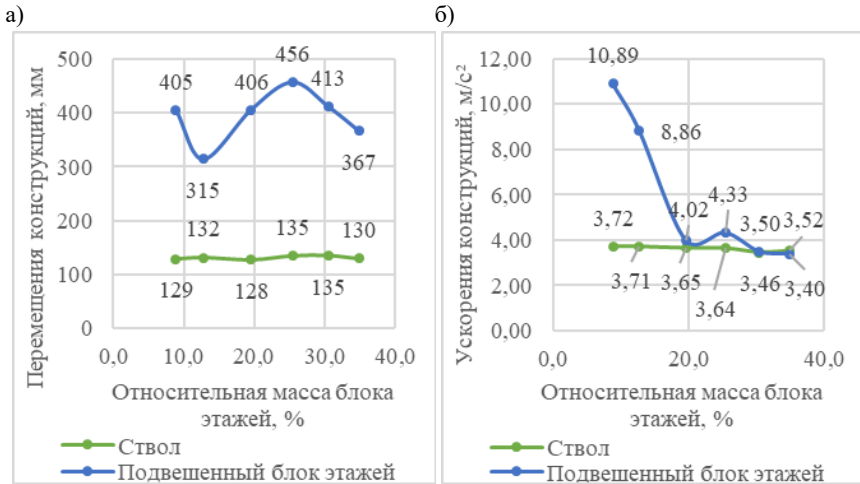 а)
Перемещения конструкций, мм
500
400
300
200
100
0
405
315
406
456
413
367
129
132
128
135
135
130
0,0 10,0 20,0 30,0 40,0
Относительная масса блока
этажей, %
Ствол
Подвешенный блок этажей
б)
Ускорения конструкций, м/с²
12,00
10,00
8,00
6,00
4,00
2,00
0,00
10,89
8,86
4,02
4,33
3,50
3,52
3,72
3,71
3,65
3,64
3,46
3,40
0,0 20,0 40,0
Относительная масса блока
этажей, %
Ствол
Подвешенный блок этажей